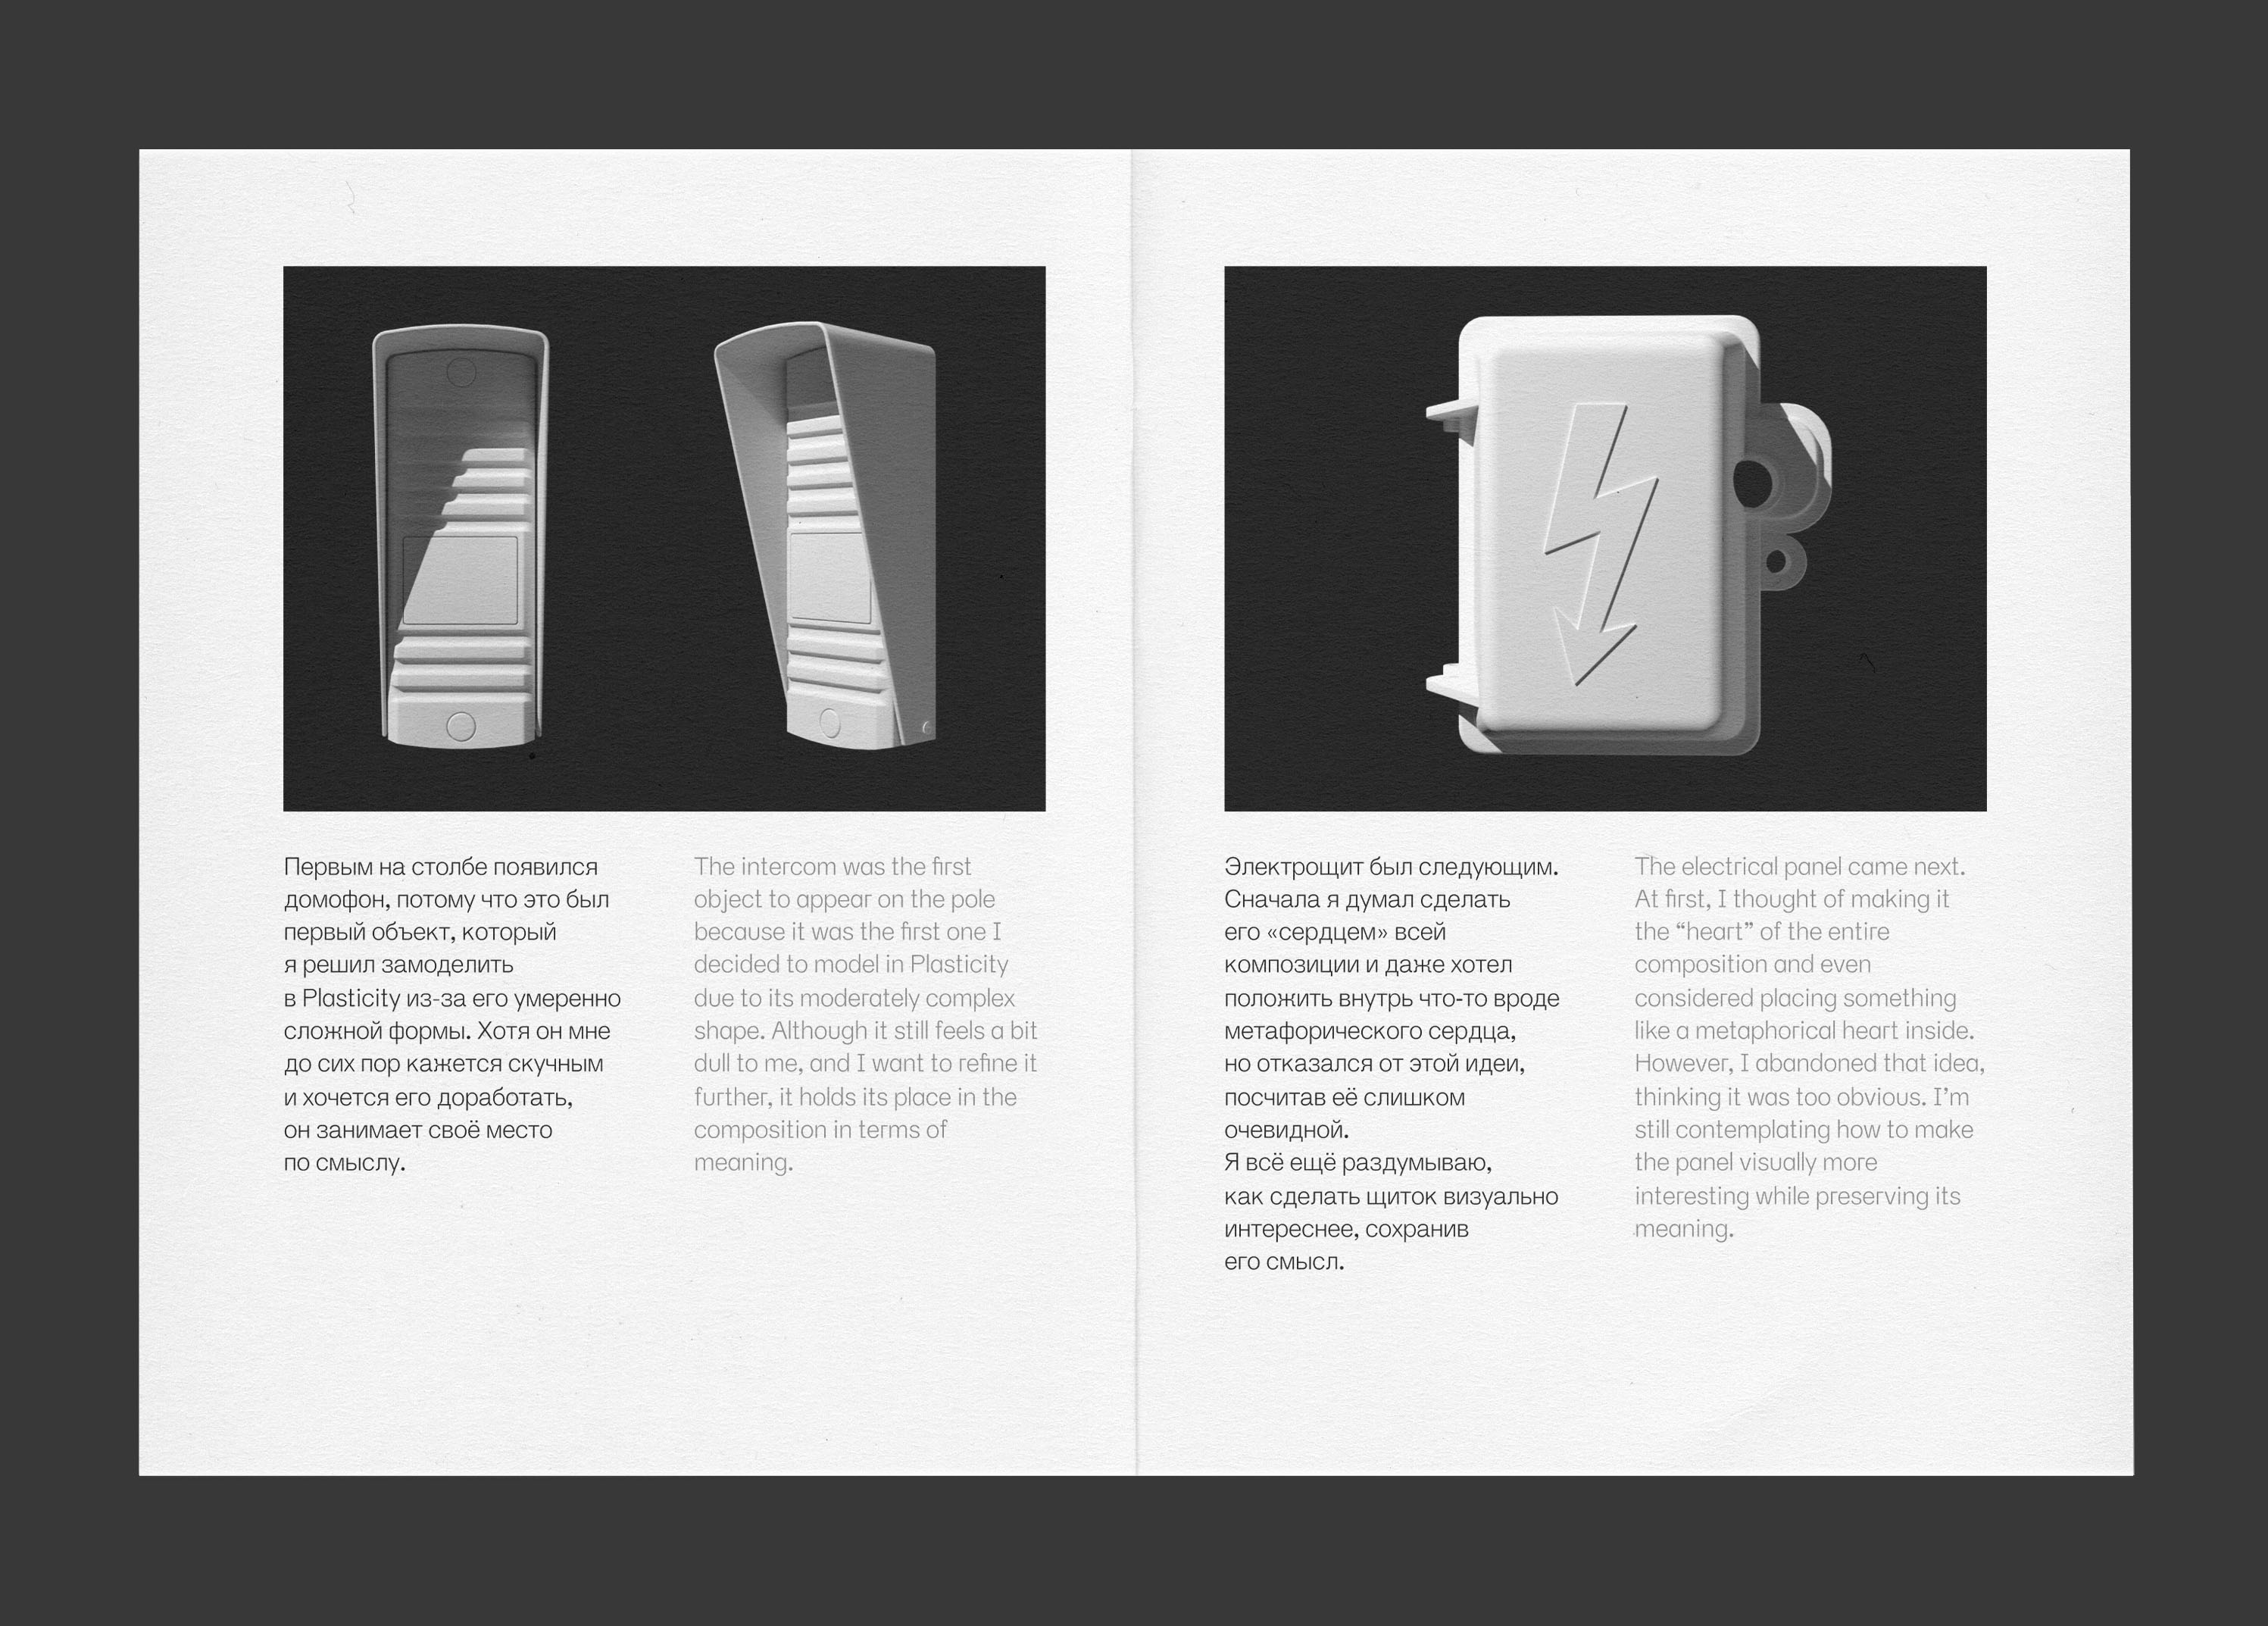 Первым на столбе появился
домофон, потому что это был
первый объект, который
я решил замоделить
в Plasticity из-за его умеренно
сложной формы. Хотя он мне
до сих пор кажется скучным
и хочется его доработать,
он занимает своё место
по смыслу.
The intercom was the first
object to appear on the pole
because it was the first one I
decided to model in Plasticity
due to its moderately complex
shape. Although it still feels a bit
dull to me, and I want to refine it
further, it holds its place in the
composition in terms of
meaning.
Электрощит был следующим.
Сначала я думал сделать
его «сердцем» всей
композиции и даже хотел
положить внутрь что-то вроде
метафорического сердца,
но отказался от этой идеи,
посчитав её слишком
очевидной.
Я всё ещё раздумываю,
как сделать щиток визуально
интереснее, сохранив
его смысл.
The electrical panel came next.
At first, I thought of making it
the “heart” of the entire
composition and even
considered placing something
like a metaphorical heart inside.
However, I abandoned that idea,
thinking it was too obvious. I’m
still contemplating how to make
the panel visually more
interesting while preserving its
meaning.